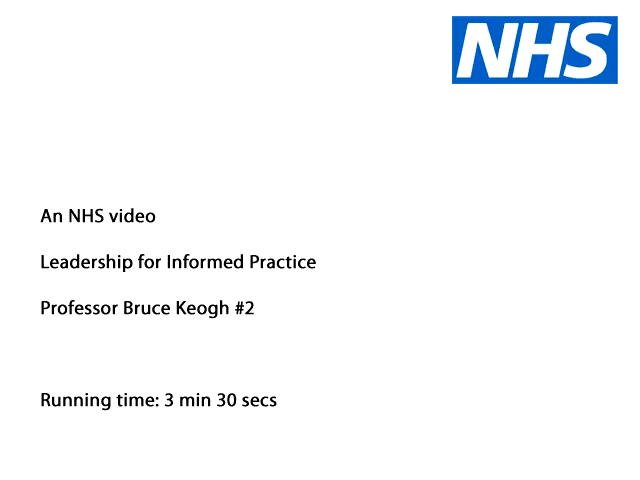 NHS
An NHS video
Leadership for Informed Practice
Professor Bruce Keogh #2
Running time: 3 min 30 secs